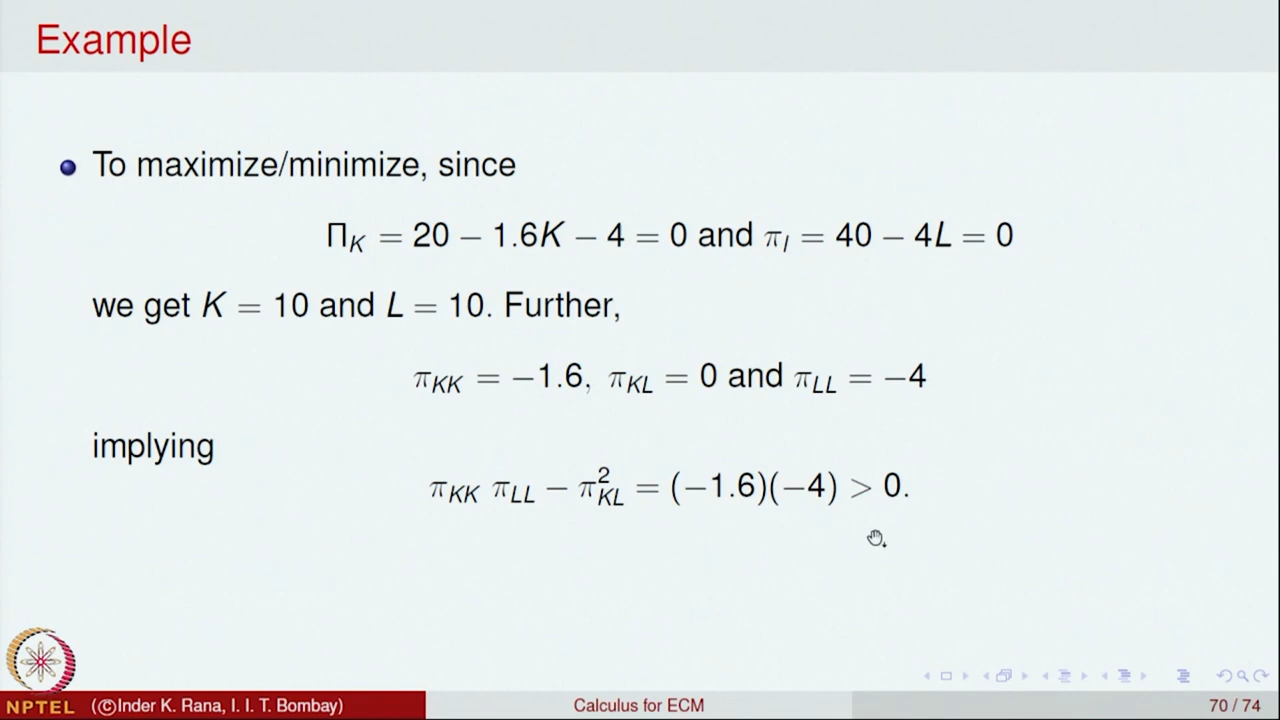 Example
To maximize/minimize, since
Π_K = 20 − 1.6K − 4 = 0 and π_l = 40 − 4L = 0
we get K = 10 and L = 10. Further,
π_KK = −1.6, π_KL = 0 and π_LL = −4
implying
π_KK π_LL − π²_KL = (−1.6)(−4) > 0.
NPTEL (©Inder K. Rana, I. I. T. Bombay) Calculus for ECM 70 / 74